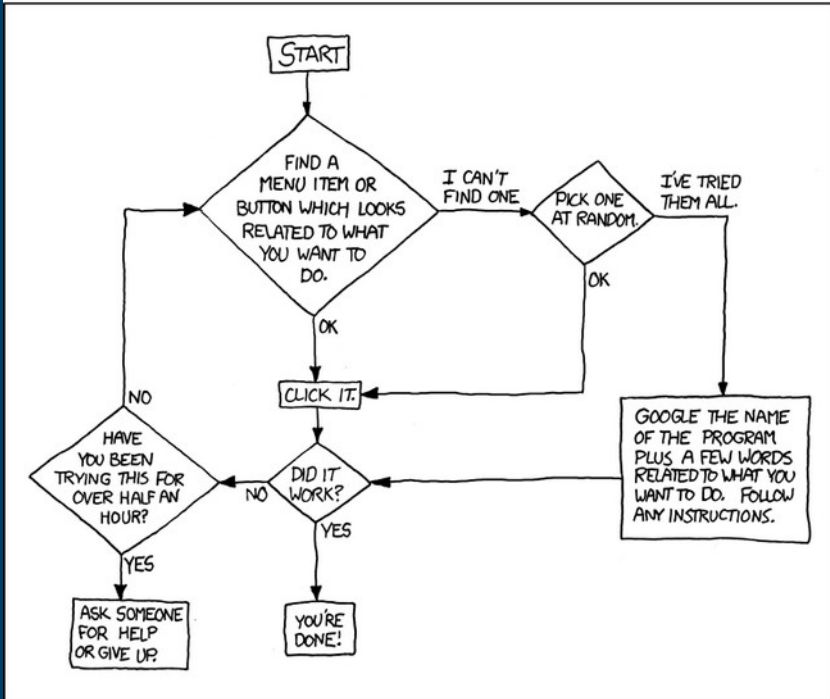 START
FIND A
MENU ITEM OR
BUTTON WHICH LOOKS
RELATED TO WHAT
YOU WANT TO
DO.
I CAN'T
FIND ONE
PICK ONE
AT RANDOM.
I'VE TRIED
THEM ALL.
OK
OK
CLICK IT.
NO
HAVE
YOU BEEN
TRYING THIS FOR
OVER HALF AN
HOUR?
NO
DID IT
WORK?
GOOGLE THE NAME
OF THE PROGRAM
PLUS A FEW WORDS
RELATED TO WHAT YOU
WANT TO DO. FOLLOW
ANY INSTRUCTIONS.
YES
YES
ASK SOMEONE
FOR HELP
OR GIVE UP.
YOU'RE
DONE!